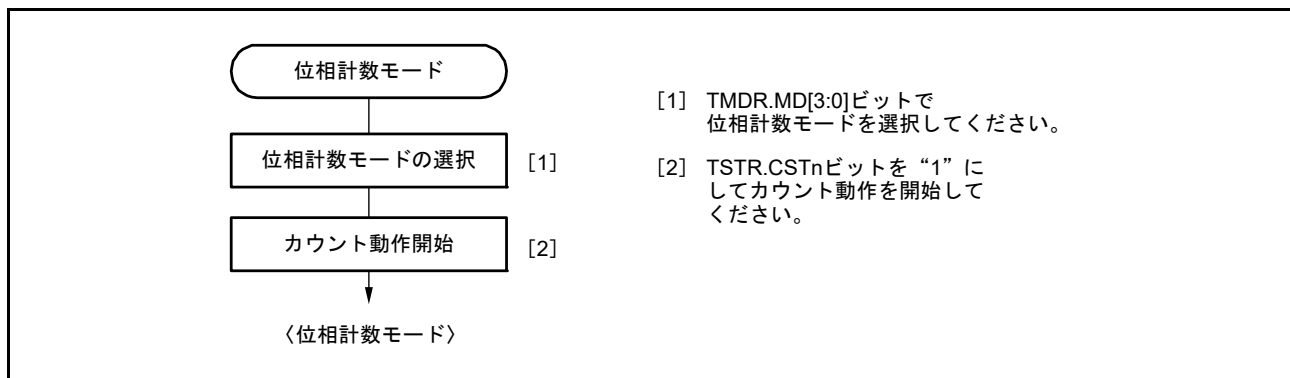 位相計数モード
位相計数モードの選択 [1]
カウント動作開始 [2]
〈位相計数モード〉
[1] TMDR.MD[3:0]ビットで
位相計数モードを選択してください。
[2] TSTR.CSTnビットを“1”に
してカウント動作を開始して
ください。